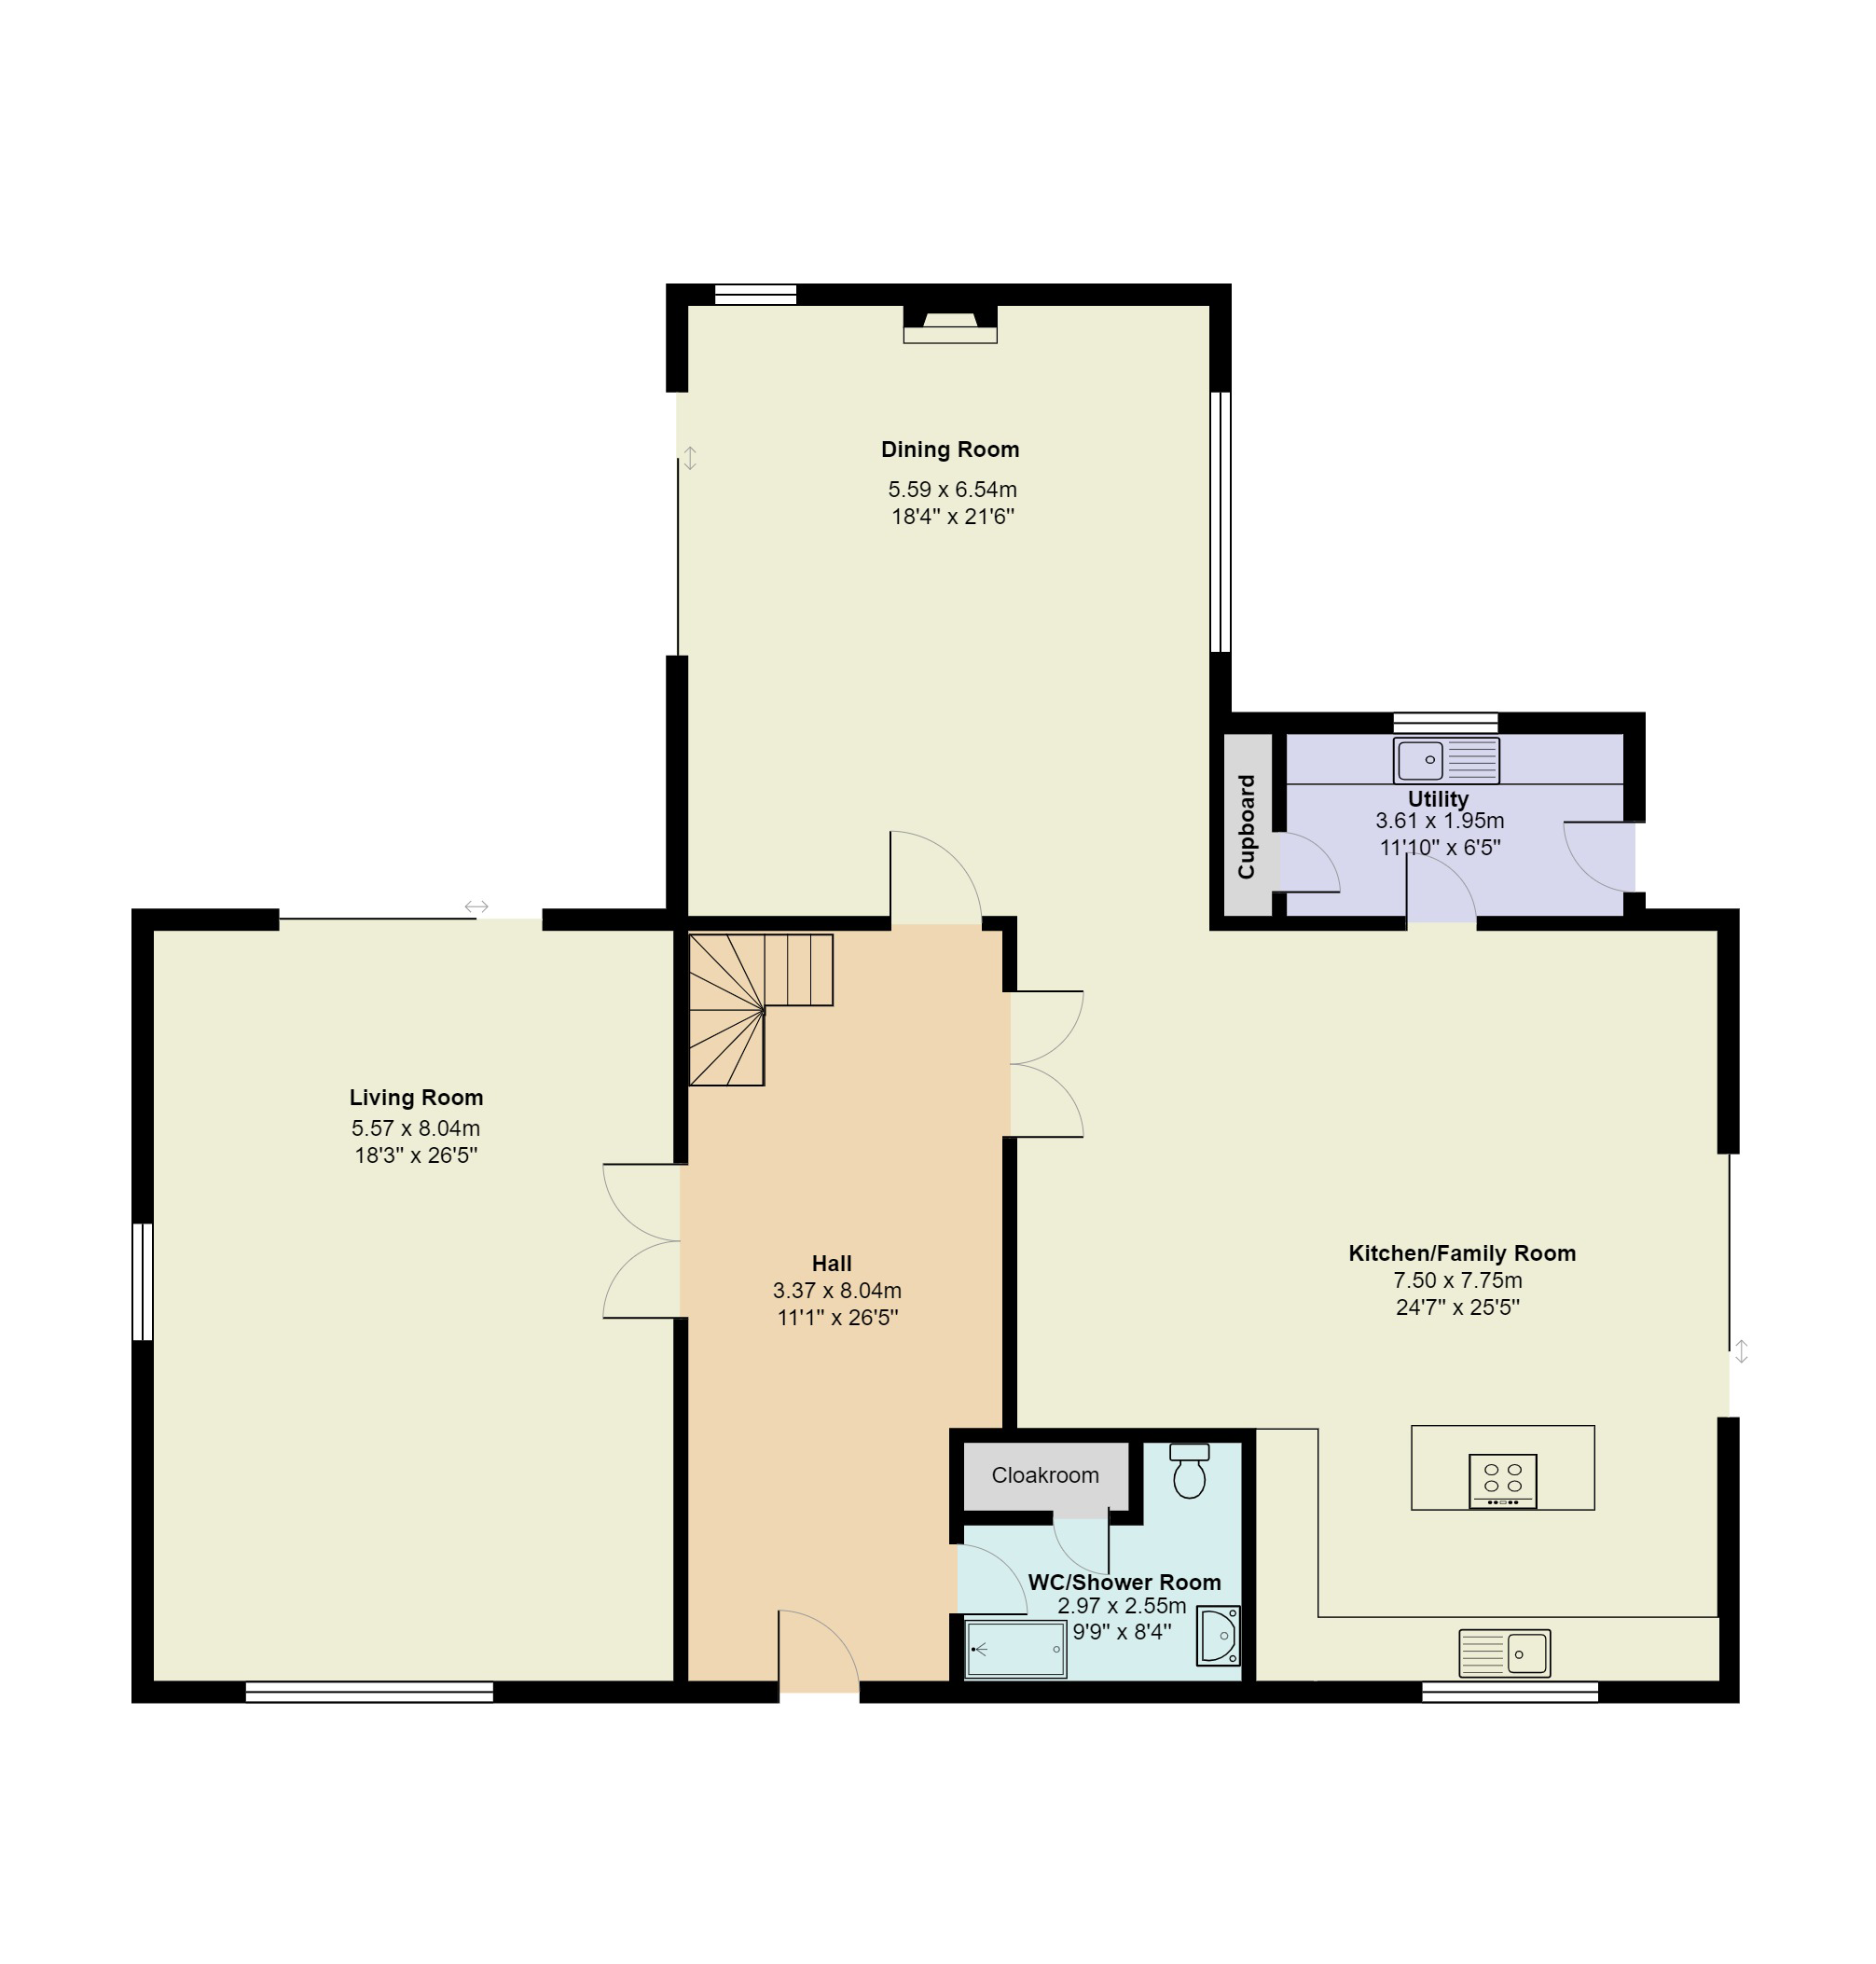 Dining Room
5.59 x 6.54m
18'4" x 21'6"
Cupboard
Utility
3.61 x 1.95m
11'10" x 6'5"
Living Room
5.57 x 8.04m
18'3" x 26'5"
Hall
3.37 x 8.04m
11'1" x 26'5"
Kitchen/Family Room
7.50 x 7.75m
24'7" x 25'5"
Cloakroom
WC/Shower Room
2.97 x 2.55m
9'9" x 8'4"